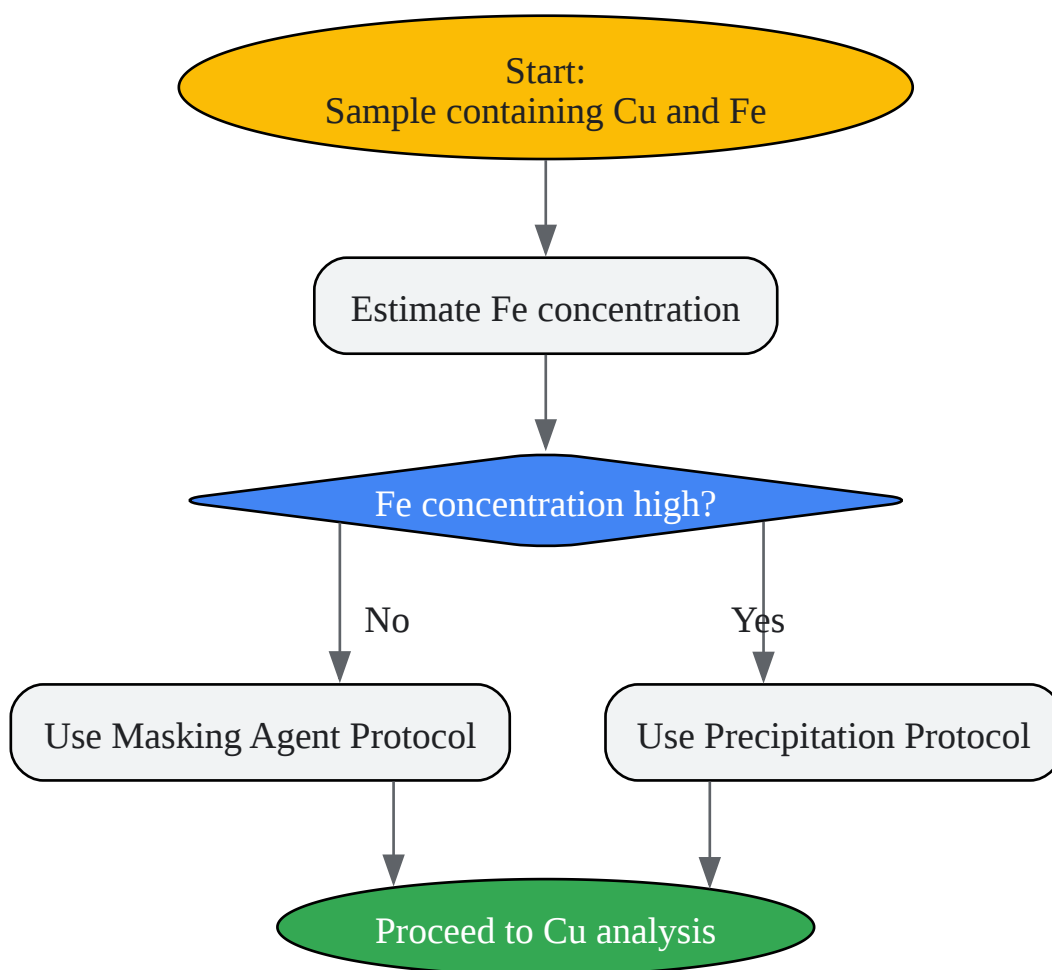 Start:
Sample containing Cu and Fe
Estimate Fe concentration
Fe concentration high?
No
Yes
Use Masking Agent Protocol
Use Precipitation Protocol
Proceed to Cu analysis